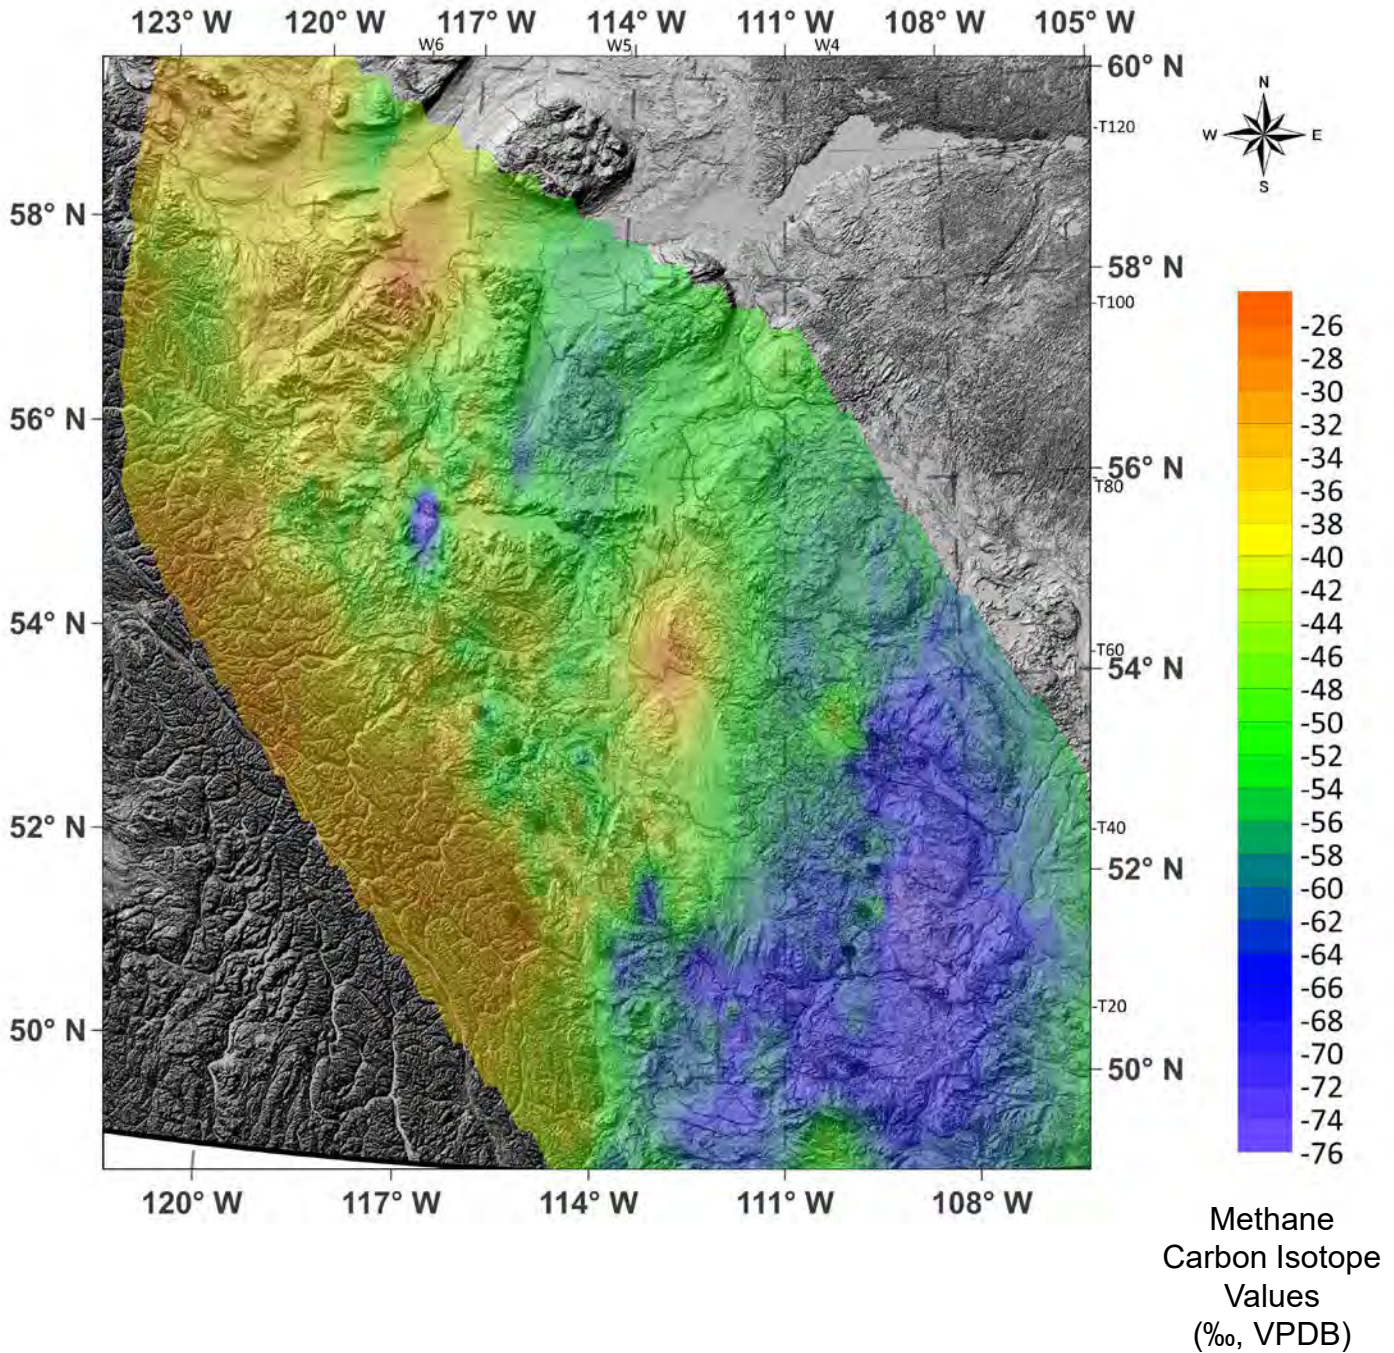 123° W 120° W 117° W 114° W 111° W 108° W 105° W
W6 W5 W4
60° N
N
T120
W E
S
58° N
58° N
T100
-26
-28
-30
-32
56° N
-34
56° N
-36
T80
-38
-40
-42
54° N
-44
T60
54° N
-46
-48
-50
-52
-54
52° N
T40
-56
52° N
-58
-60
-62
-64
-66
T20
50° N
-68
-70
50° N
-72
-74
-76
120° W 117° W 114° W 111° W 108° W
Methane
Carbon Isotope
Values
(‰, VPDB)